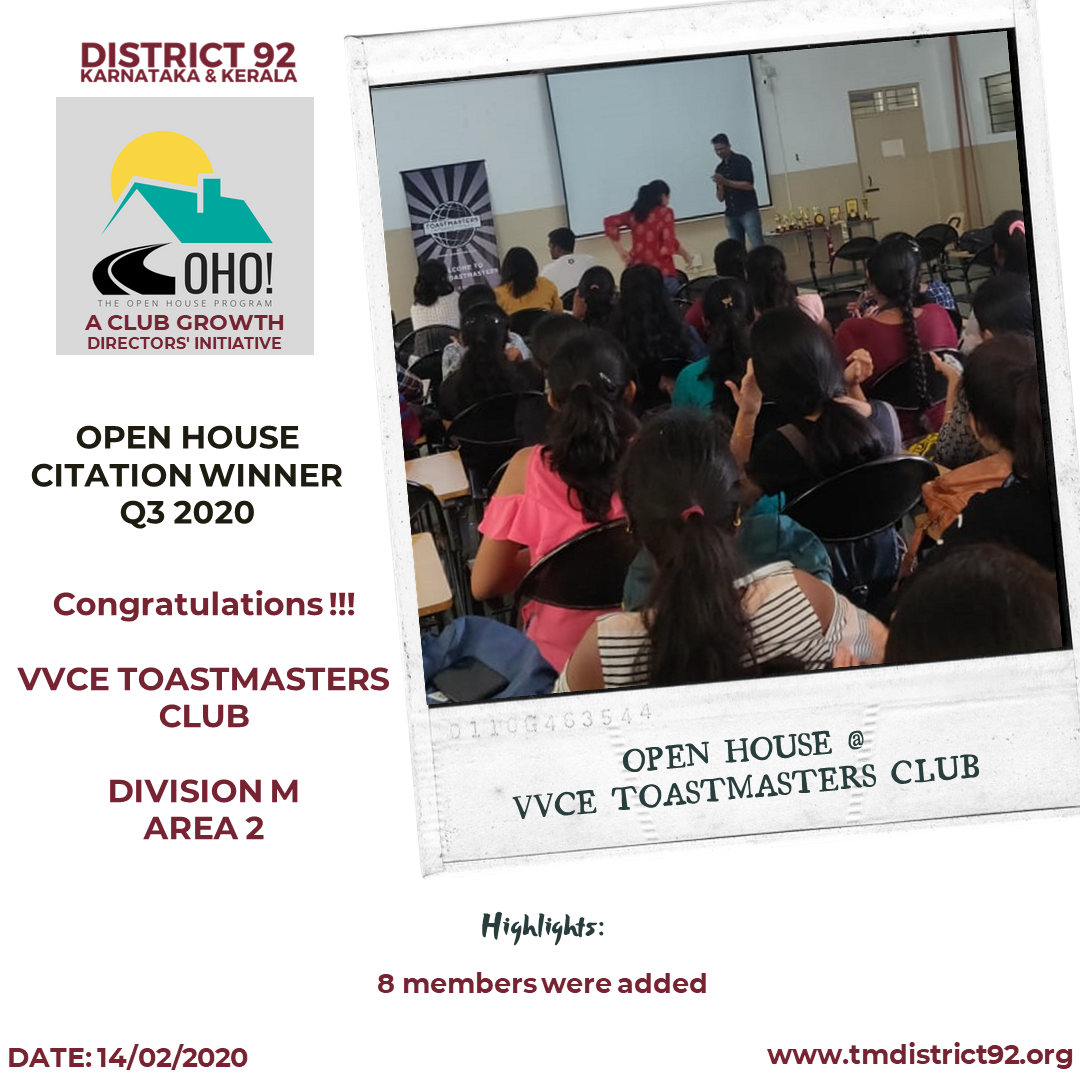 DISTRICT 92
KARNATAKA & KERALA
OHO!
THE OPEN HOUSE PROGRAM
A CLUB GROWTH
DIRECTORS' INITIATIVE
OPEN HOUSE
CITATION WINNER
Q3 2020
Congratulations !!!
VVCE TOASTMASTERS
CLUB
DIVISION M
AREA 2
TOASTMASTERS
0110G463544
OPEN HOUSE @
VVCE TOASTMASTERS CLUB
Highlights:
8 members were added
DATE: 14/02/2020
www.tmdistrict92.org